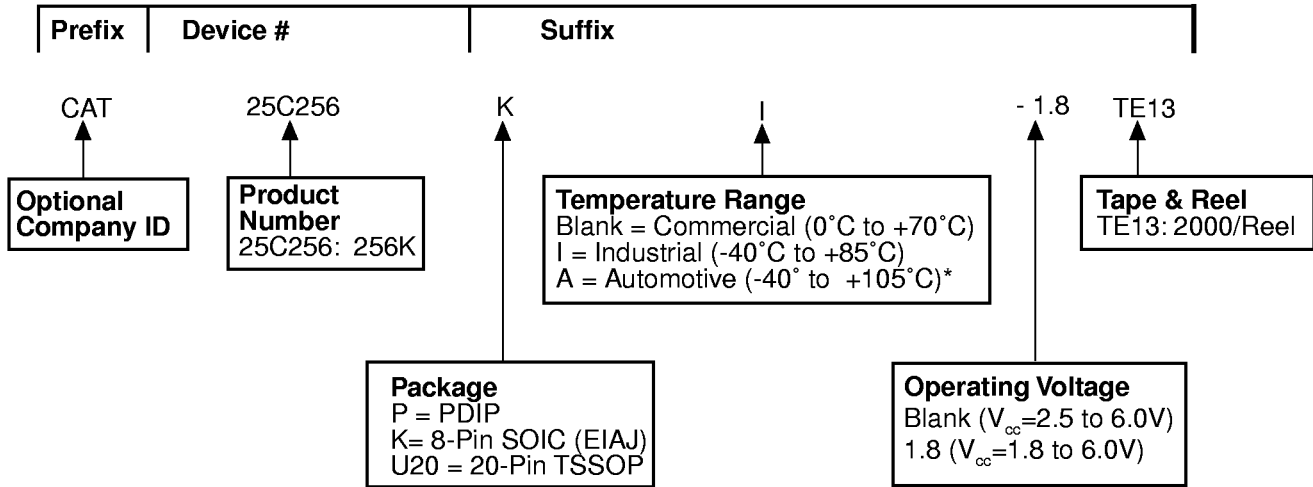 Prefix Device # Suffix
CAT 25C256 K I - 1.8 TE13
Optional
Company ID
Product
Number
25C256: 256K
Temperature Range
Blank = Commercial (0˚C to +70˚C)
I = Industrial (-40˚C to +85˚C)
A = Automotive (-40˚ to +105˚C)*
Tape & Reel
TE13: 2000/Reel
Package
P = PDIP
K= 8-Pin SOIC (EIAJ)
U20 = 20-Pin TSSOP
Operating Voltage
Blank (Vcc=2.5 to 6.0V)
1.8 (Vcc=1.8 to 6.0V)